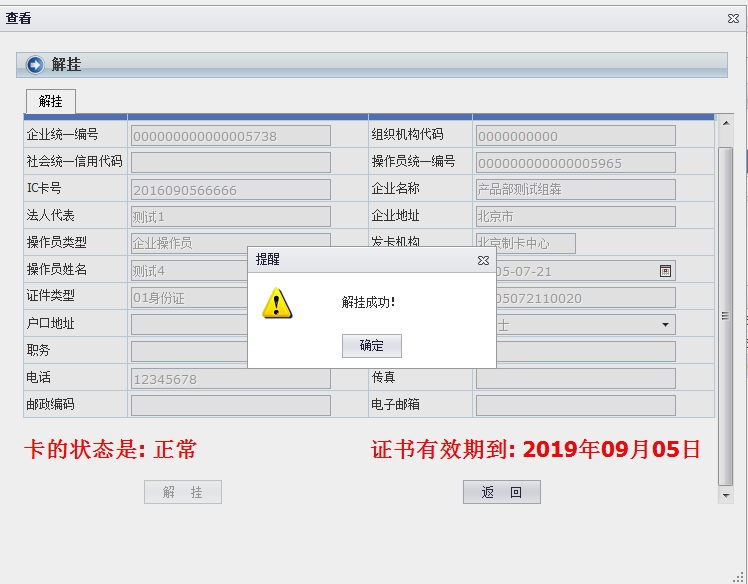 查看
解挂
解挂
企业统一编号 000000000000005738 组织机构代码 0000000000
社会统一信用代码 操作员统一编号 000000000000005965
IC卡号 2016090566666 企业名称 产品部测试组犇
法人代表 测试1 企业地址 北京市
操作员类型 企业操作员 发卡机构 北京制卡中心
提醒
操作员姓名 测试4 05-07-21
证件类型 01身份证 05072110020
解挂成功!
户口地址 士
确定
职务
电话 12345678 传真
邮政编码 电子邮箱
卡的状态是: 正常 证书有效期到: 2019年09月05日
解 挂 返 回